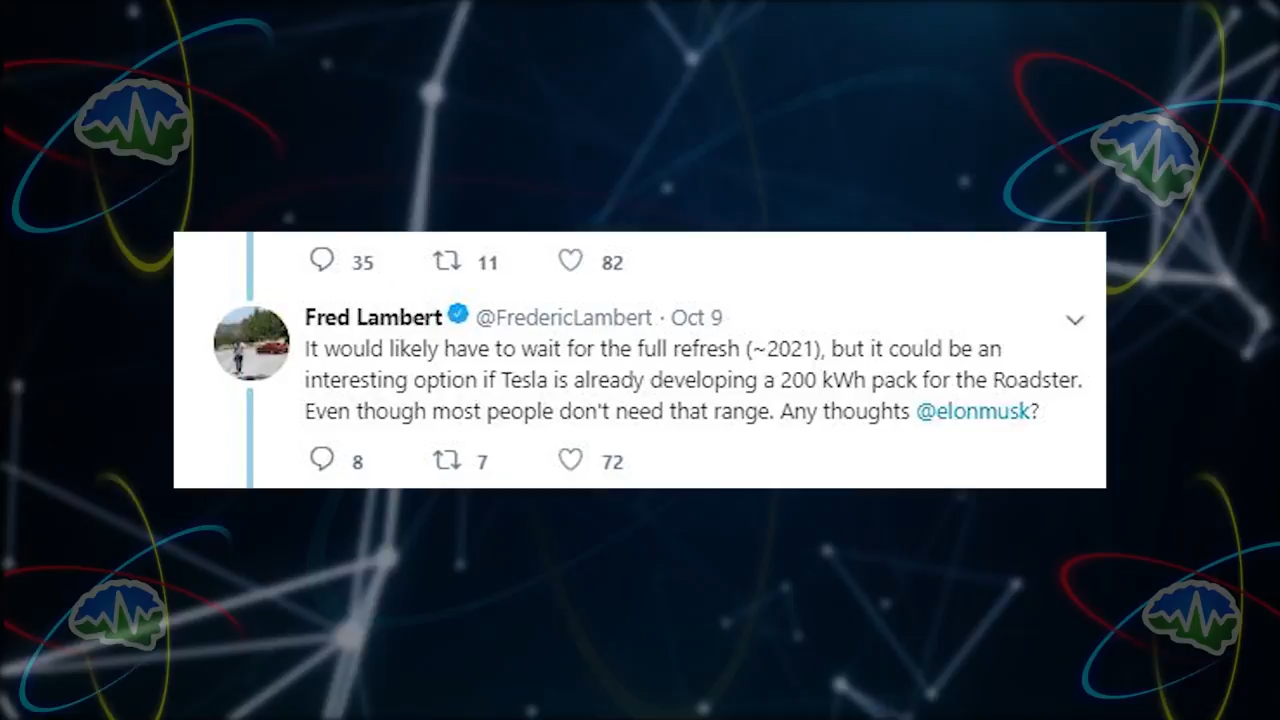 35 11 82
Fred Lambert @FredericLambert · Oct 9
It would likely have to wait for the full refresh (~2021), but it could be an
interesting option if Tesla is already developing a 200 kWh pack for the Roadster.
Even though most people don't need that range. Any thoughts @elonmusk?
8 7 72